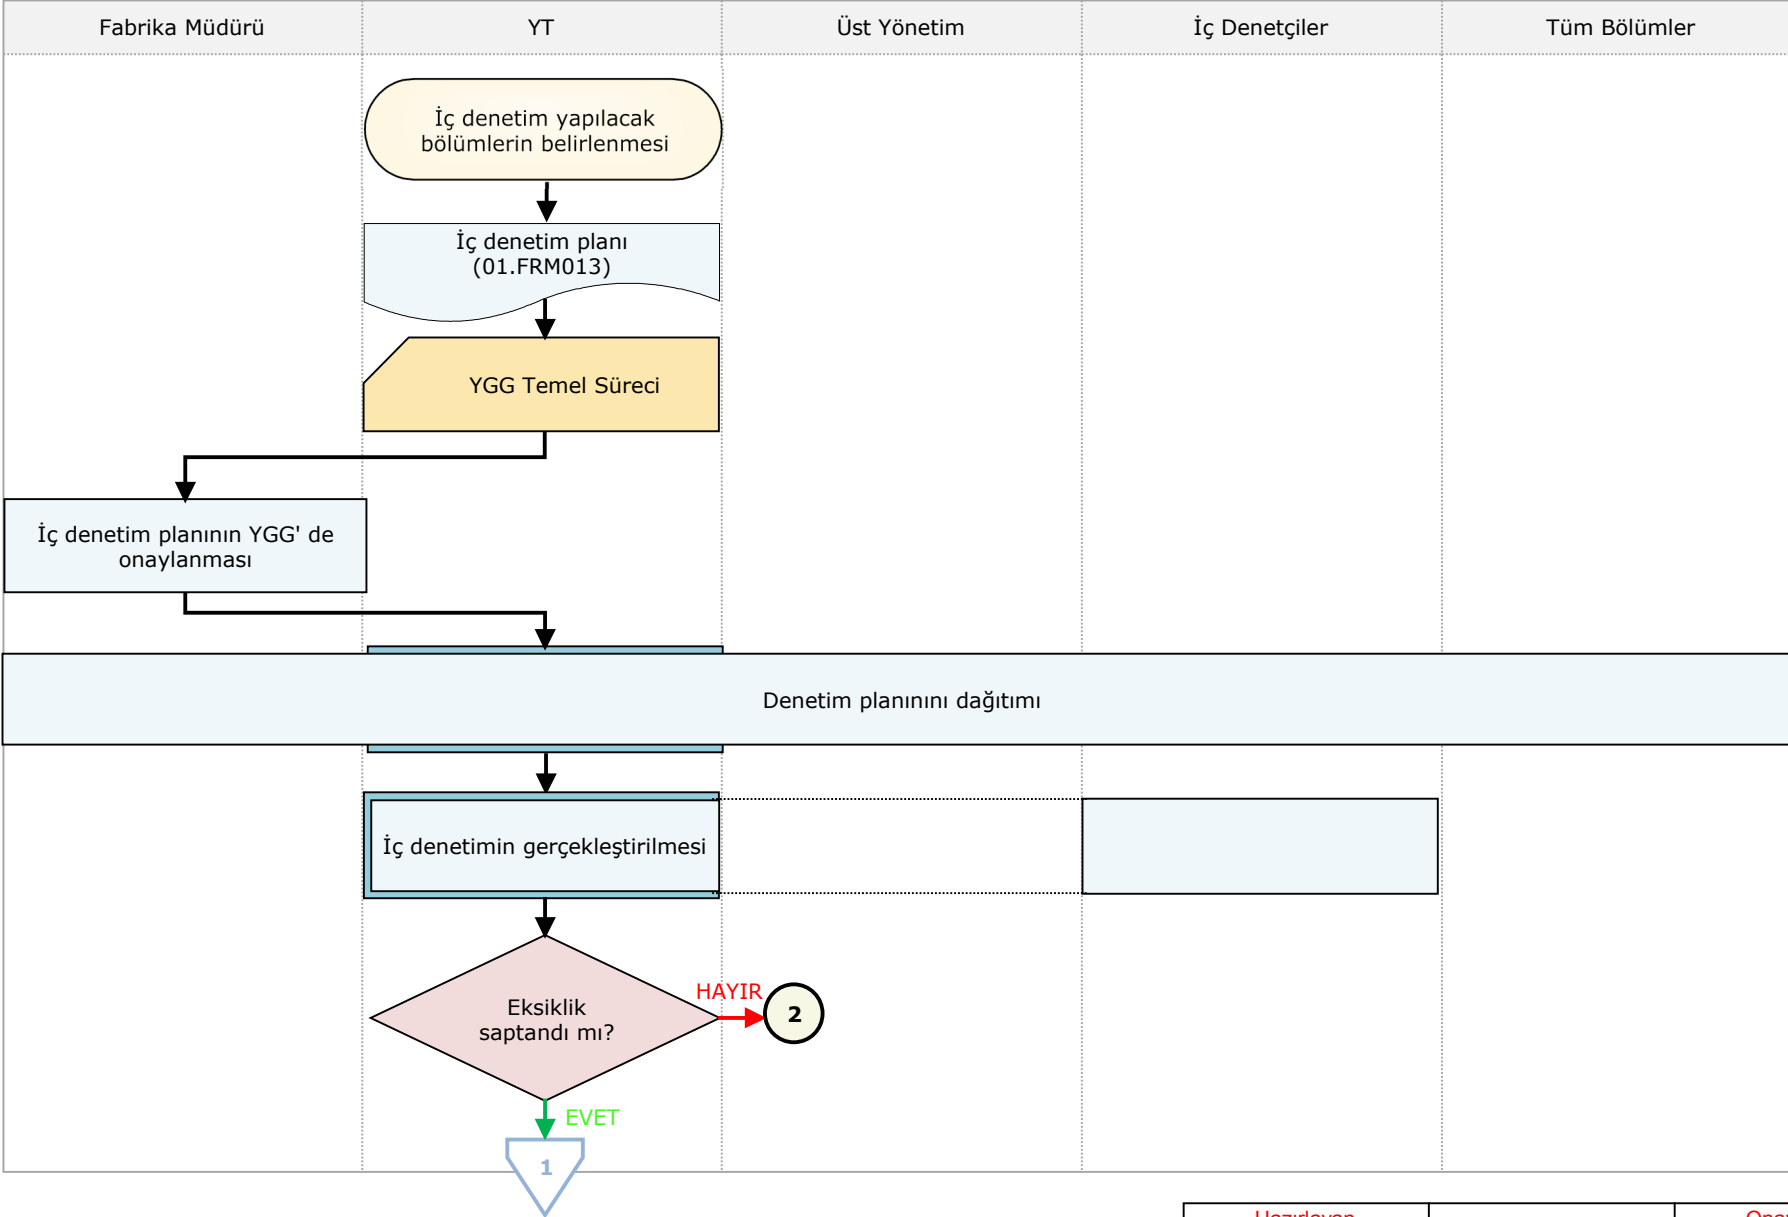 Fabrika Müdürü
YT
Üst Yönetim
İç Denetçiler
Tüm Bölümler
İç denetim yapılacak
bölümlerin belirlenmesi
İç denetim planı
(01.FRM013)
YGG Temel Süreci
İç denetim planının YGG' de
onaylanması
Denetim planınını dağıtımı
İç denetimin gerçekleştirilmesi
Eksiklik
saptandı mı?
HAYIR
2
EVET
1